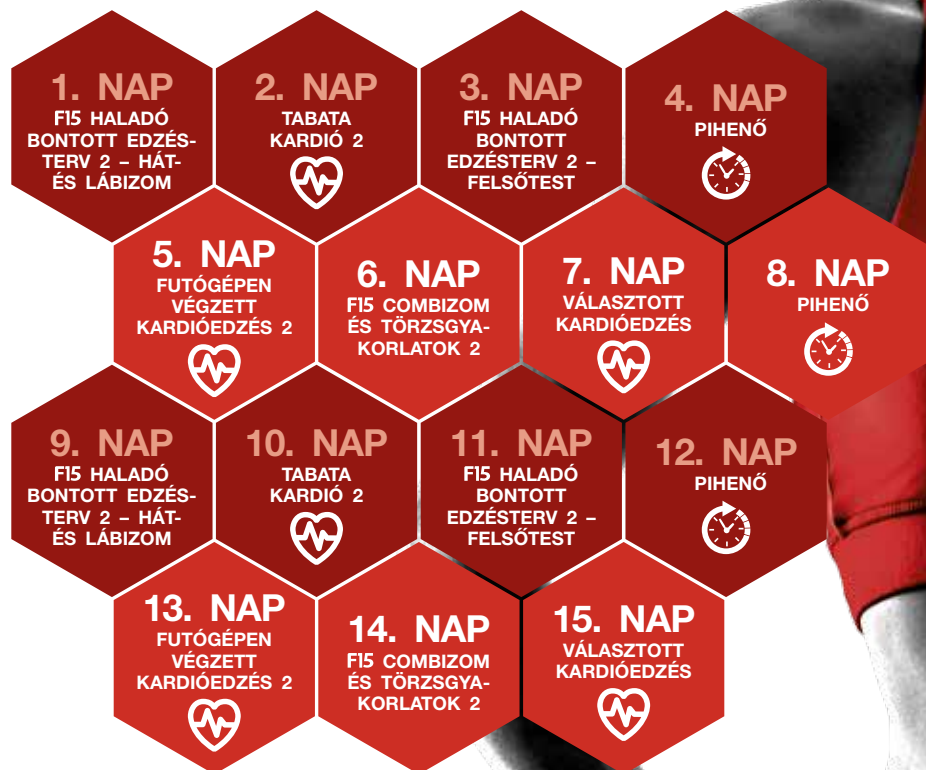 1. NAP
F15 HALADÓ
BONTOTT EDZÉS-
TERV 2 – HÁT-
ÉS LÁBIZOM
2. NAP
TABATA
KARDIÓ 2
3. NAP
F15 HALADÓ
BONTOTT
EDZÉSTERV 2 –
FELSŐTEST
4. NAP
PIHENŐ
5. NAP
FUTÓGÉPEN
VÉGZETT
KARDIÓEDZÉS 2
6. NAP
F15 COMBIZOM
ÉS TÖRZSGYA-
KORLATOK 2
7. NAP
VÁLASZTOTT
KARDIÓEDZÉS
8. NAP
PIHENŐ
9. NAP
F15 HALADÓ
BONTOTT EDZÉS-
TERV 2 – HÁT-
ÉS LÁBIZOM
10. NAP
TABATA
KARDIÓ 2
11. NAP
F15 HALADÓ
BONTOTT
EDZÉSTERV 2 –
FELSŐTEST
12. NAP
PIHENŐ
13. NAP
FUTÓGÉPEN
VÉGZETT
KARDIÓEDZÉS 2
14. NAP
F15 COMBIZOM
ÉS TÖRZSGYA-
KORLATOK 2
15. NAP
VÁLASZTOTT
KARDIÓEDZÉS